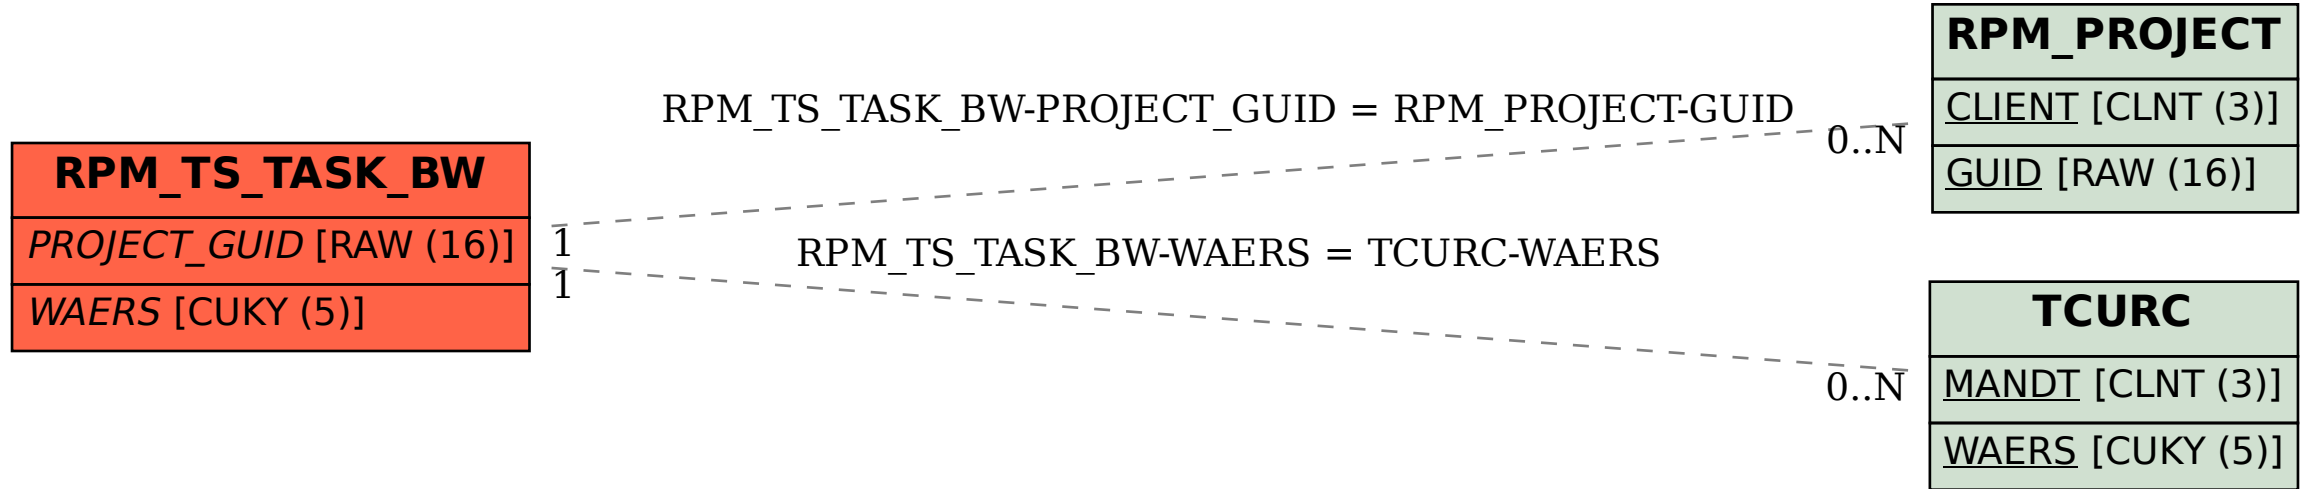 RPM_TS_TASK_BW
PROJECT_GUID [RAW (16)]
WAERS [CUKY (5)]
RPM_TS_TASK_BW-PROJECT_GUID = RPM_PROJECT-GUID
0..N
1
RPM_TS_TASK_BW-WAERS = TCURC-WAERS
1
0..N
RPM_PROJECT
CLIENT [CLNT (3)]
GUID [RAW (16)]
TCURC
MANDT [CLNT (3)]
WAERS [CUKY (5)]